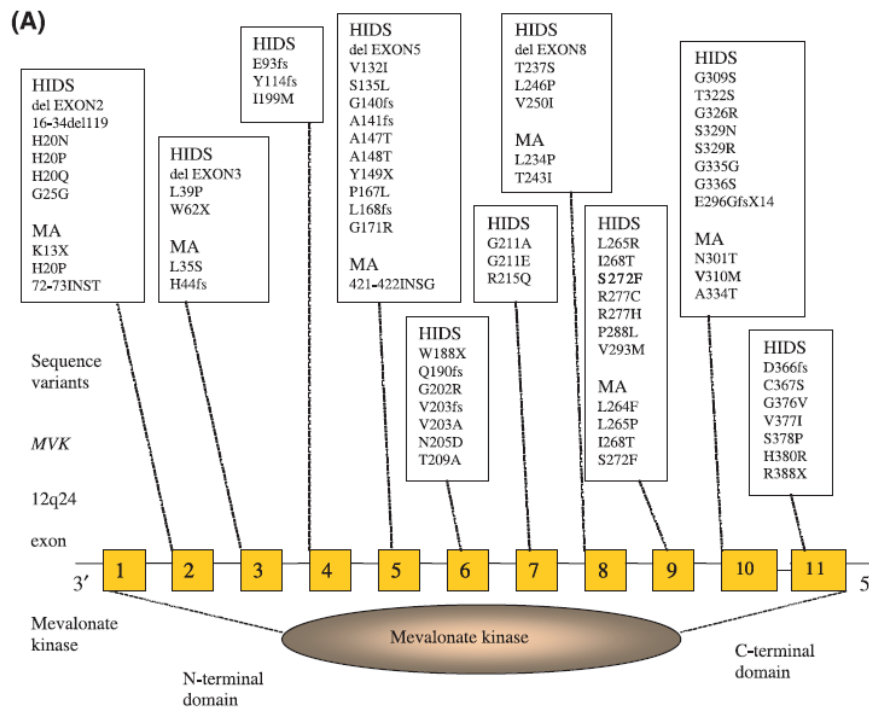 (A)
HIDS
del EXON2
16-34del119
H20N
H20P
H20Q
G25G
MA
K13X
H20P
72-73INST
HIDS
del EXON3
L39P
W62X
MA
L35S
H44fs
HIDS
E93fs
Y114fs
I199M
HIDS
del EXON5
V132I
S135L
G140fs
A141fs
A147T
A148T
Y149X
P167L
L168fs
G171R
MA
421-422INSG
HIDS
W188X
Q190fs
G202R
V203fs
V203A
N205D
T209A
HIDS
G211A
G211E
R215Q
HIDS
del EXON8
T237S
L246P
V250I
MA
L234P
T243I
HIDS
L265R
I268T
S272F
R277C
R277H
P288L
V293M
MA
L264F
L265P
I268T
S272F
HIDS
G309S
T322S
G326R
S329N
S329R
G335G
G336S
E296GfsX14
MA
N301T
V310M
A334T
HIDS
D366fs
C367S
G376V
V377I
S378P
H380R
R388X
Sequence
variants
MVK
12q24
exon
1 2 3 4 5 6 7 8 9 10 11
3′ 5′
Mevalonate
kinase
Mevalonate kinase
N-terminal
domain
C-terminal
domain